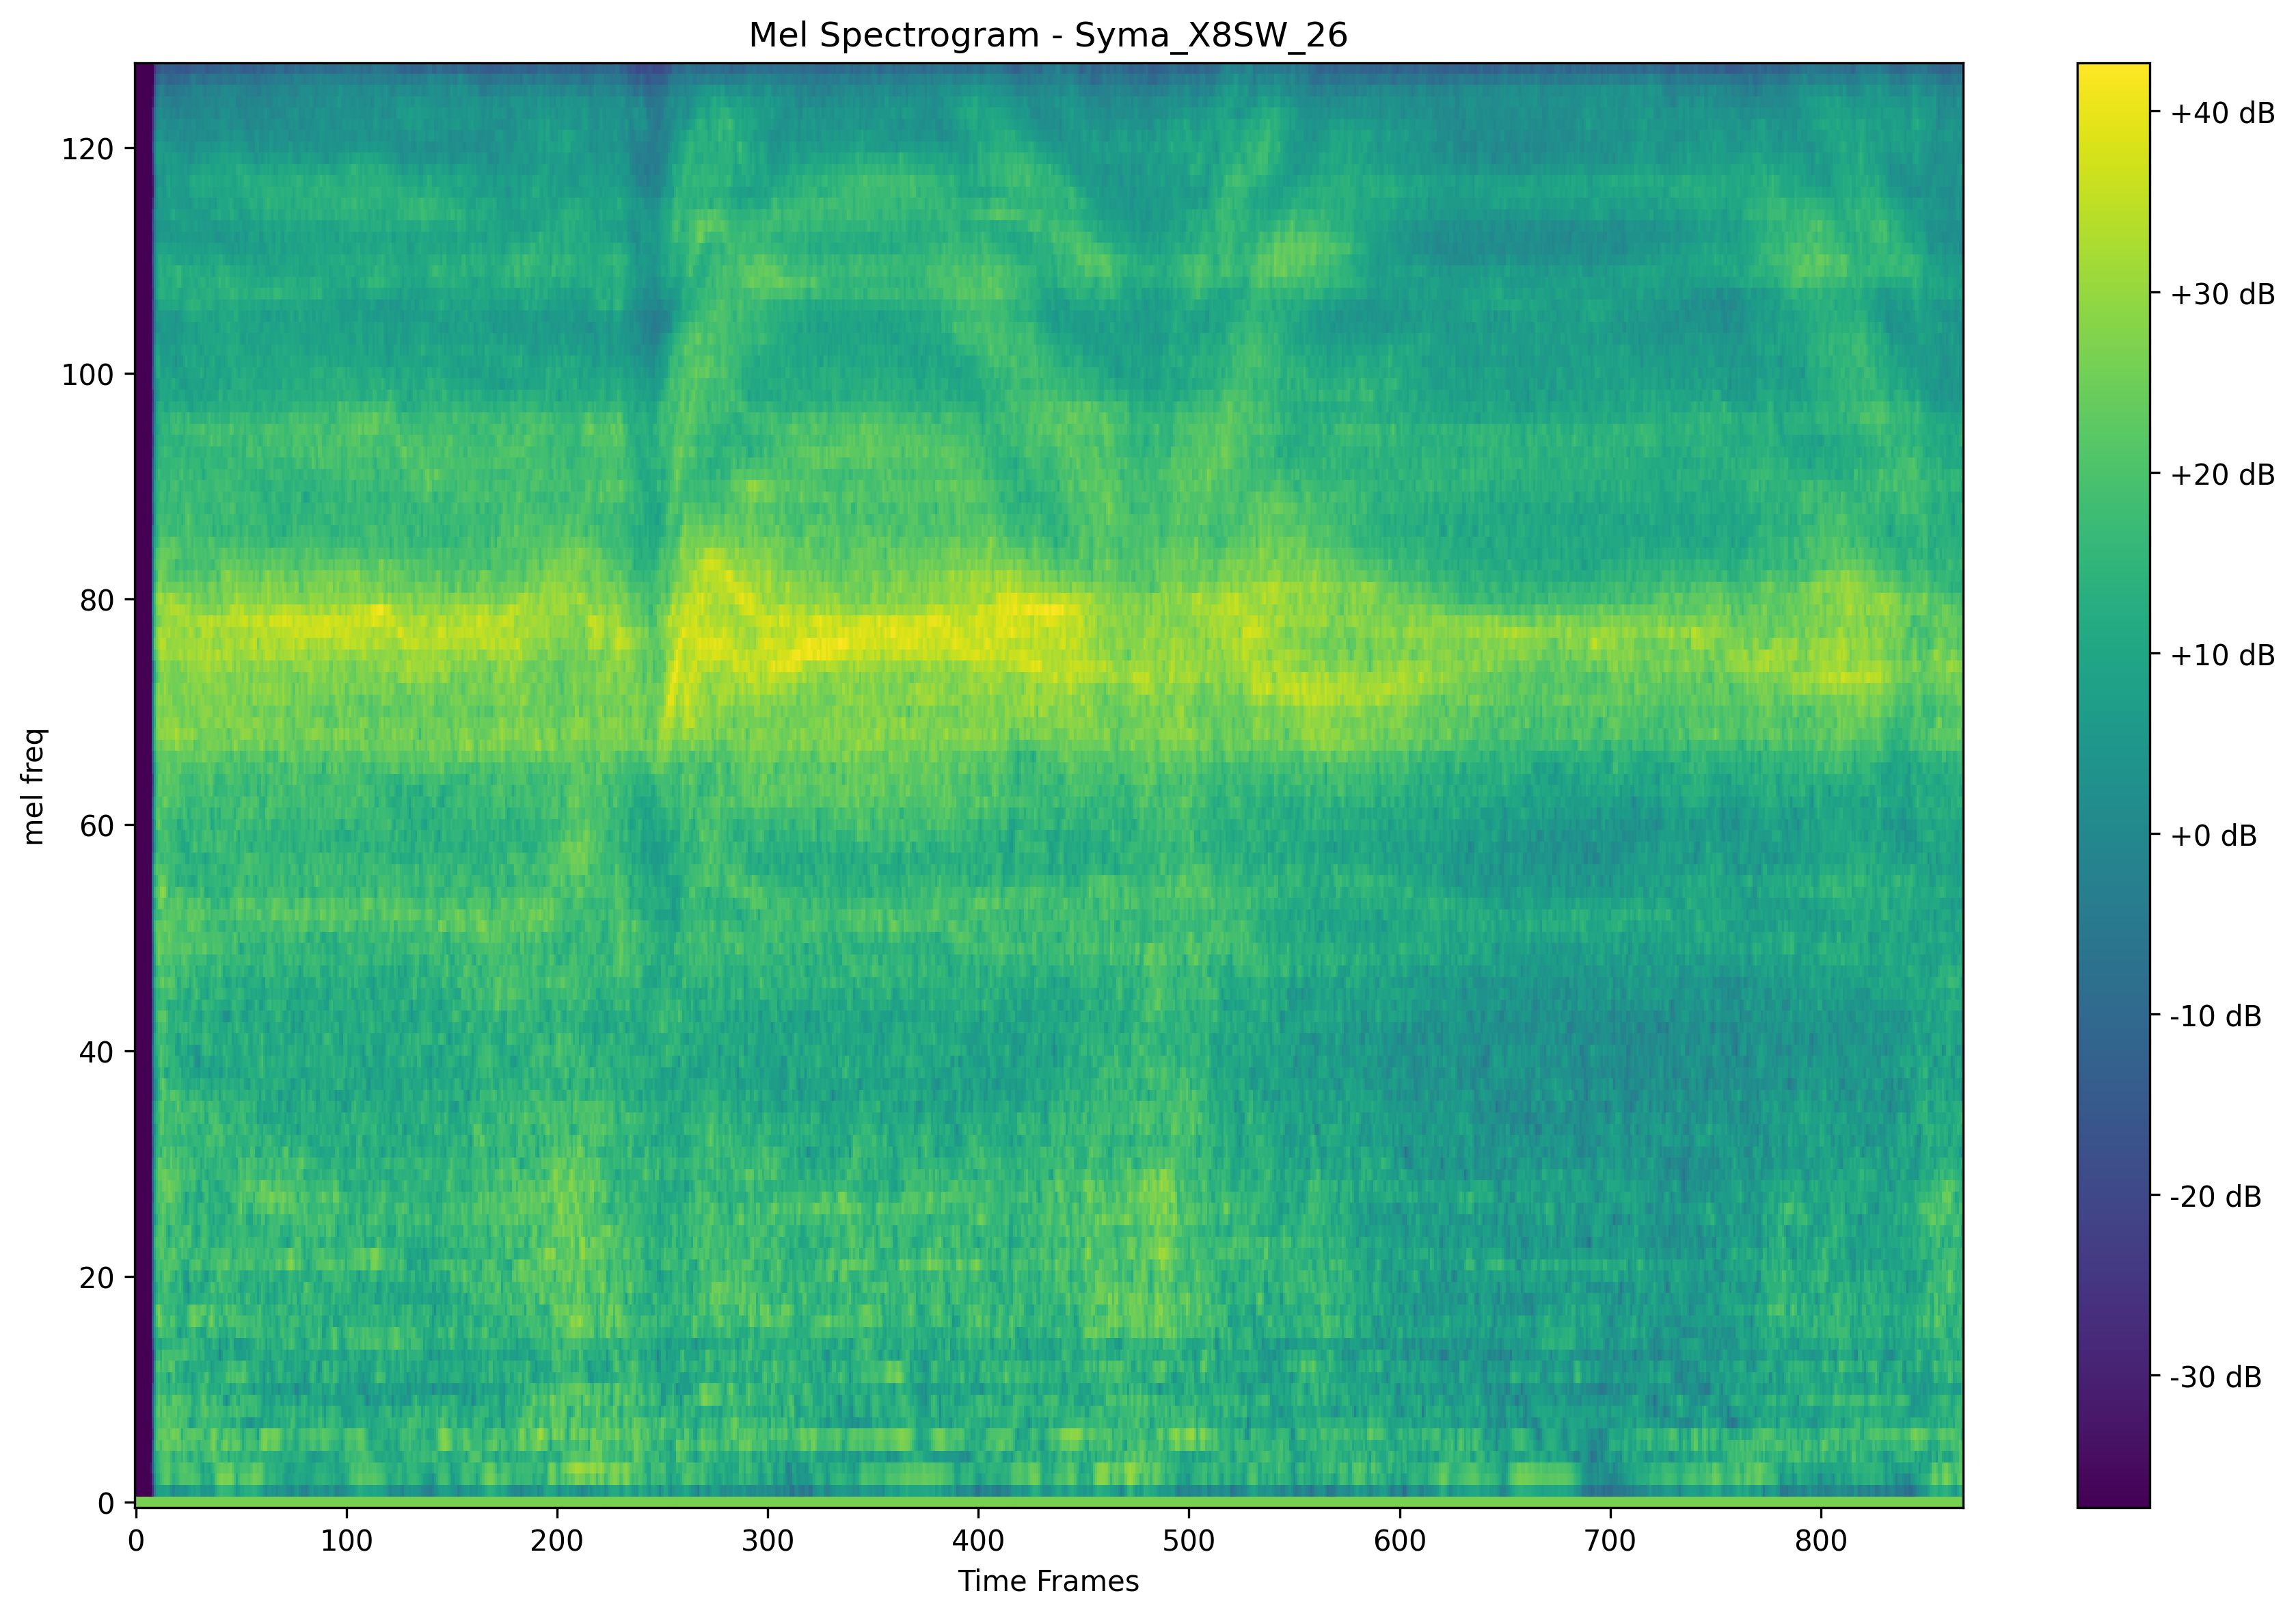 Mel Spectrogram - Syma_X8SW_26
mel freq
120
100
80
60
40
20
0
0 100 200 300 400 500 600 700 800
Time Frames
+40 dB
+30 dB
+20 dB
+10 dB
+0 dB
-10 dB
-20 dB
-30 dB